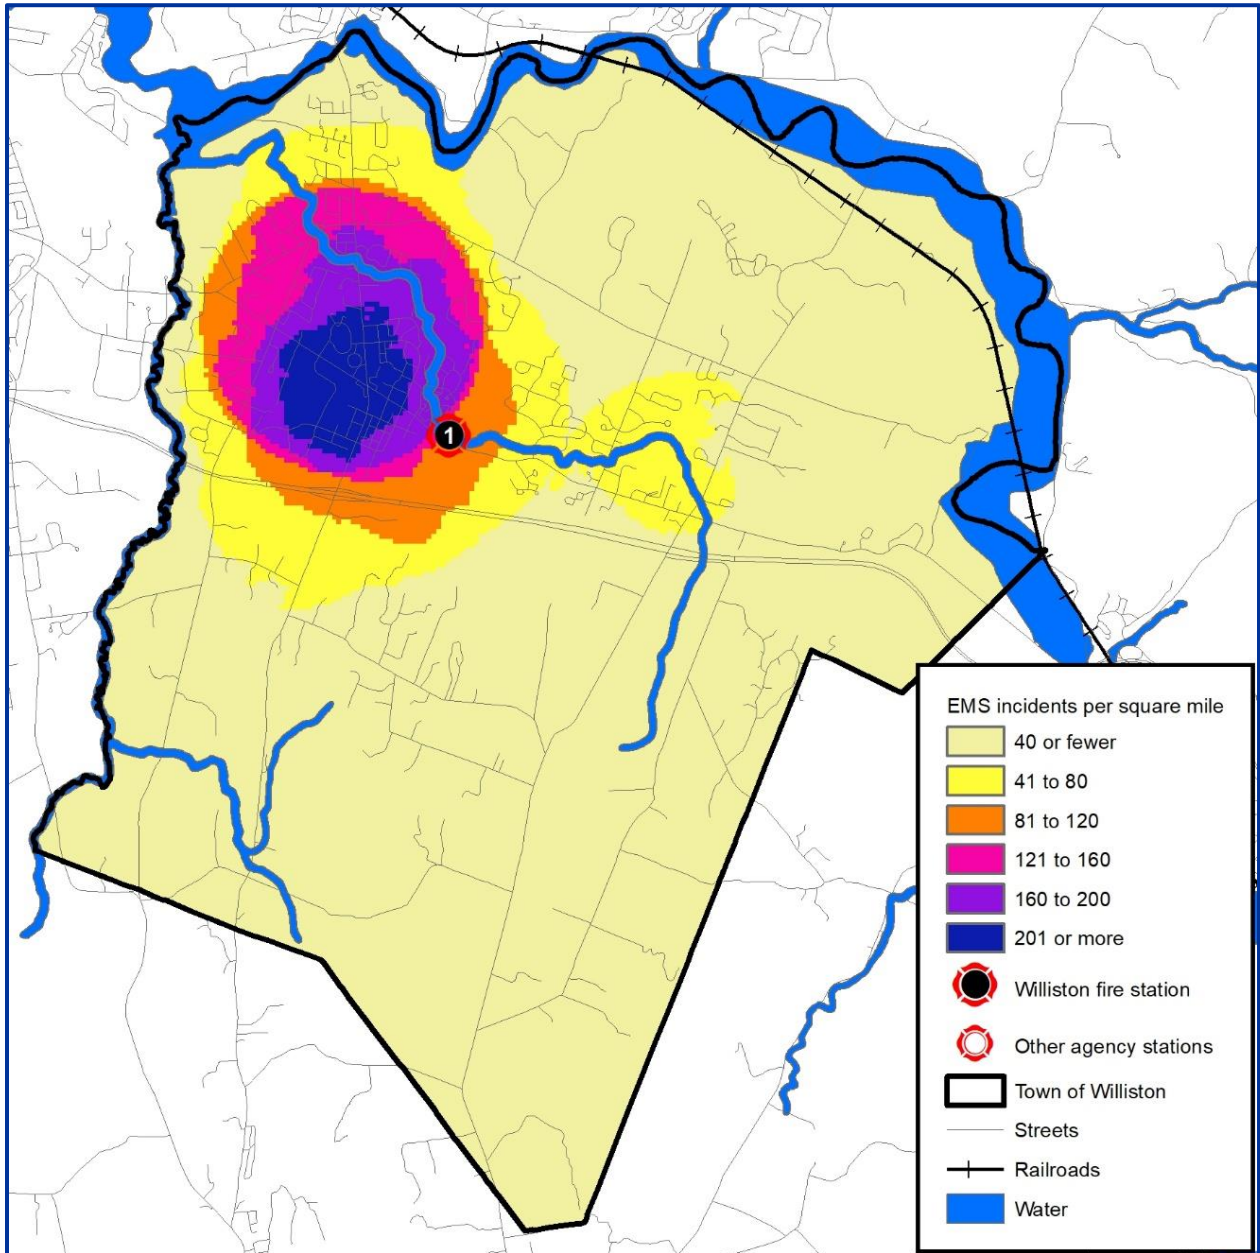 1
EMS incidents per square mile
40 or fewer
41 to 80
81 to 120
121 to 160
160 to 200
201 or more
Williston fire station
Other agency stations
Town of Williston
Streets
Railroads
Water